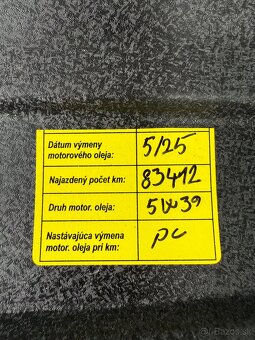 Dátum výmeny
motorového oleja: 5/25
Najazdený počet km: 83412
Druh motor. oleja: 5W30
Nastávajúca výmena
motor. oleja pri km: PC